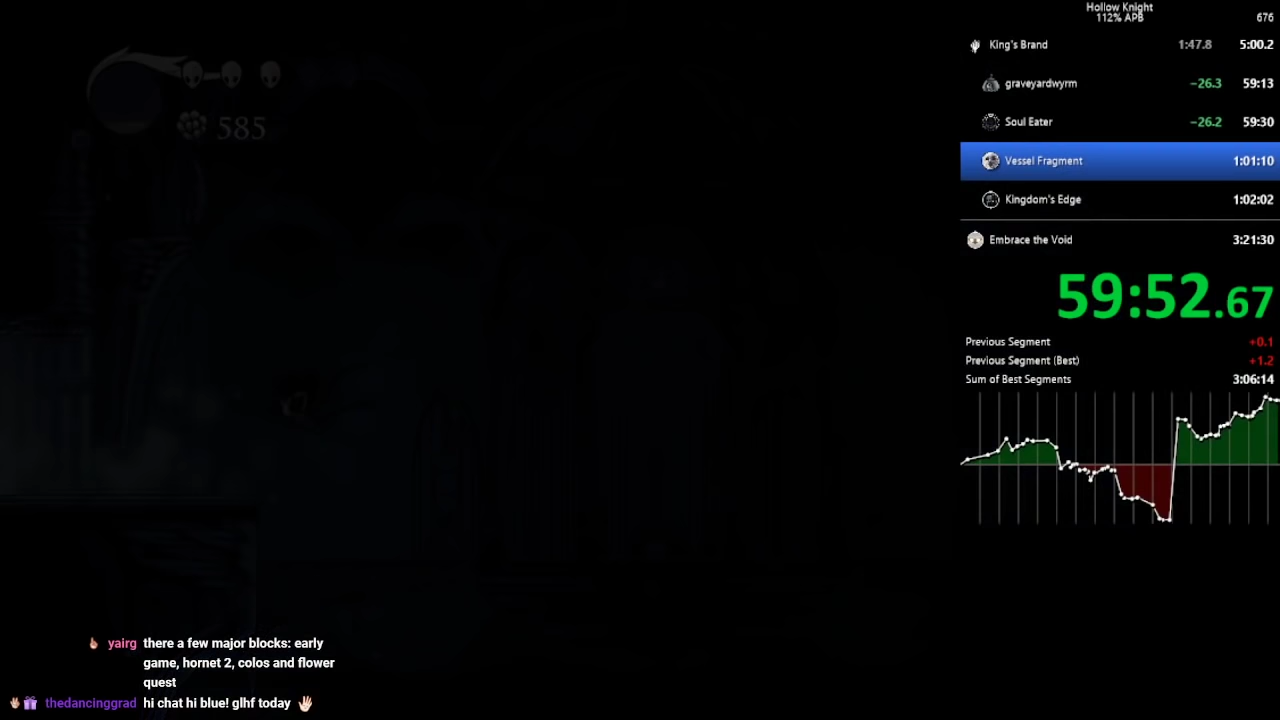 Hollow Knight
112% APB
676
King's Brand 1:47.8 5:00.2
graveyardwyrm −26.3 59:13
Soul Eater −26.2 59:30
Vessel Fragment 1:01:10
Kingdom's Edge 1:02:02
Embrace the Void 3:21:30
59:52.67
Previous Segment +0.1
Previous Segment (Best) +1.2
Sum of Best Segments 3:06:14
585
yairg there a few major blocks: early
game, hornet 2, colos and flower
quest
thedancinggrad hi chat hi blue! glhf today